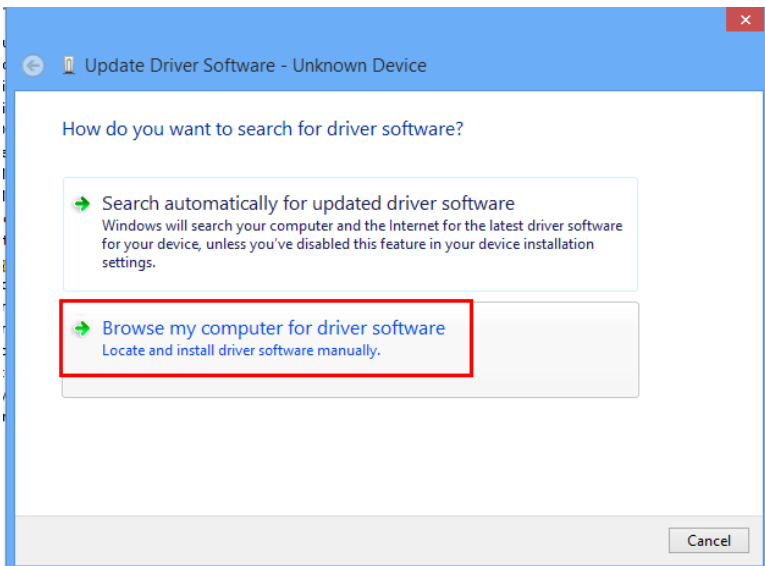 Update Driver Software - Unknown Device
How do you want to search for driver software?
Search automatically for updated driver software
Windows will search your computer and the Internet for the latest driver software
for your device, unless you've disabled this feature in your device installation
settings.
Browse my computer for driver software
Locate and install driver software manually.
Cancel